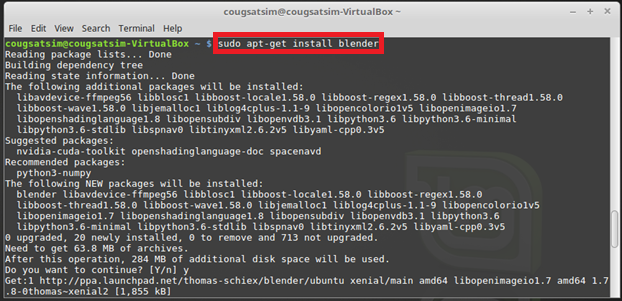 cougsatsim@cougsatsim-VirtualBox ~
File Edit View Search Terminal Help
cougsatsim@cougsatsim-VirtualBox ~ $ sudo apt-get install blender
Reading package lists... Done
Building dependency tree
Reading state information... Done
The following additional packages will be installed:
libavdevice-ffmpeg56 libblosc1 libboost-locale1.58.0 libboost-regex1.58.0 libboost-thread1.58.0
libboost-wave1.58.0 libjemalloc1 liblog4cplus-1.1-9 libopencolorio1v5 libopenimageio1.7
libopenshadinglanguage1.8 libopensubdiv libopenvdb3.1 libpython3.6 libpython3.6-minimal
libpython3.6-stdlib libspnav0 libtinyxml2.6.2v5 libyaml-cpp0.3v5
Suggested packages:
nvidia-cuda-toolkit openshadinglanguage-doc spacenavd
Recommended packages:
python3-numpy
The following NEW packages will be installed:
blender libavdevice-ffmpeg56 libblosc1 libboost-locale1.58.0 libboost-regex1.58.0
libboost-thread1.58.0 libboost-wave1.58.0 libjemalloc1 liblog4cplus-1.1-9 libopencolorio1v5
libopenimageio1.7 libopenshadinglanguage1.8 libopensubdiv libopenvdb3.1 libpython3.6
libpython3.6-minimal libpython3.6-stdlib libspnav0 libtinyxml2.6.2v5 libyaml-cpp0.3v5
0 upgraded, 20 newly installed, 0 to remove and 713 not upgraded.
Need to get 63.8 MB of archives.
After this operation, 284 MB of additional disk space will be used.
Do you want to continue? [Y/n] y
Get:1 http://ppa.launchpad.net/thomas-schiex/blender/ubuntu xenial/main amd64 libopenimageio1.7 amd64 1.7
.8-0thomas~xenial2 [1,855 kB]